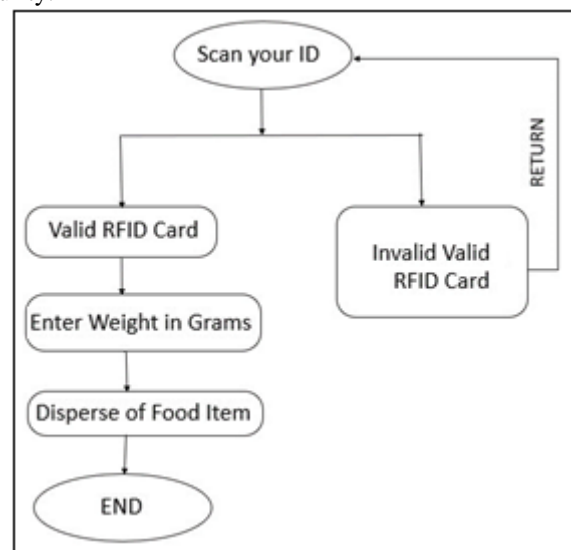 Scan your ID
RETURN
Valid RFID Card
Invalid Valid
RFID Card
Enter Weight in Grams
Disperse of Food Item
END